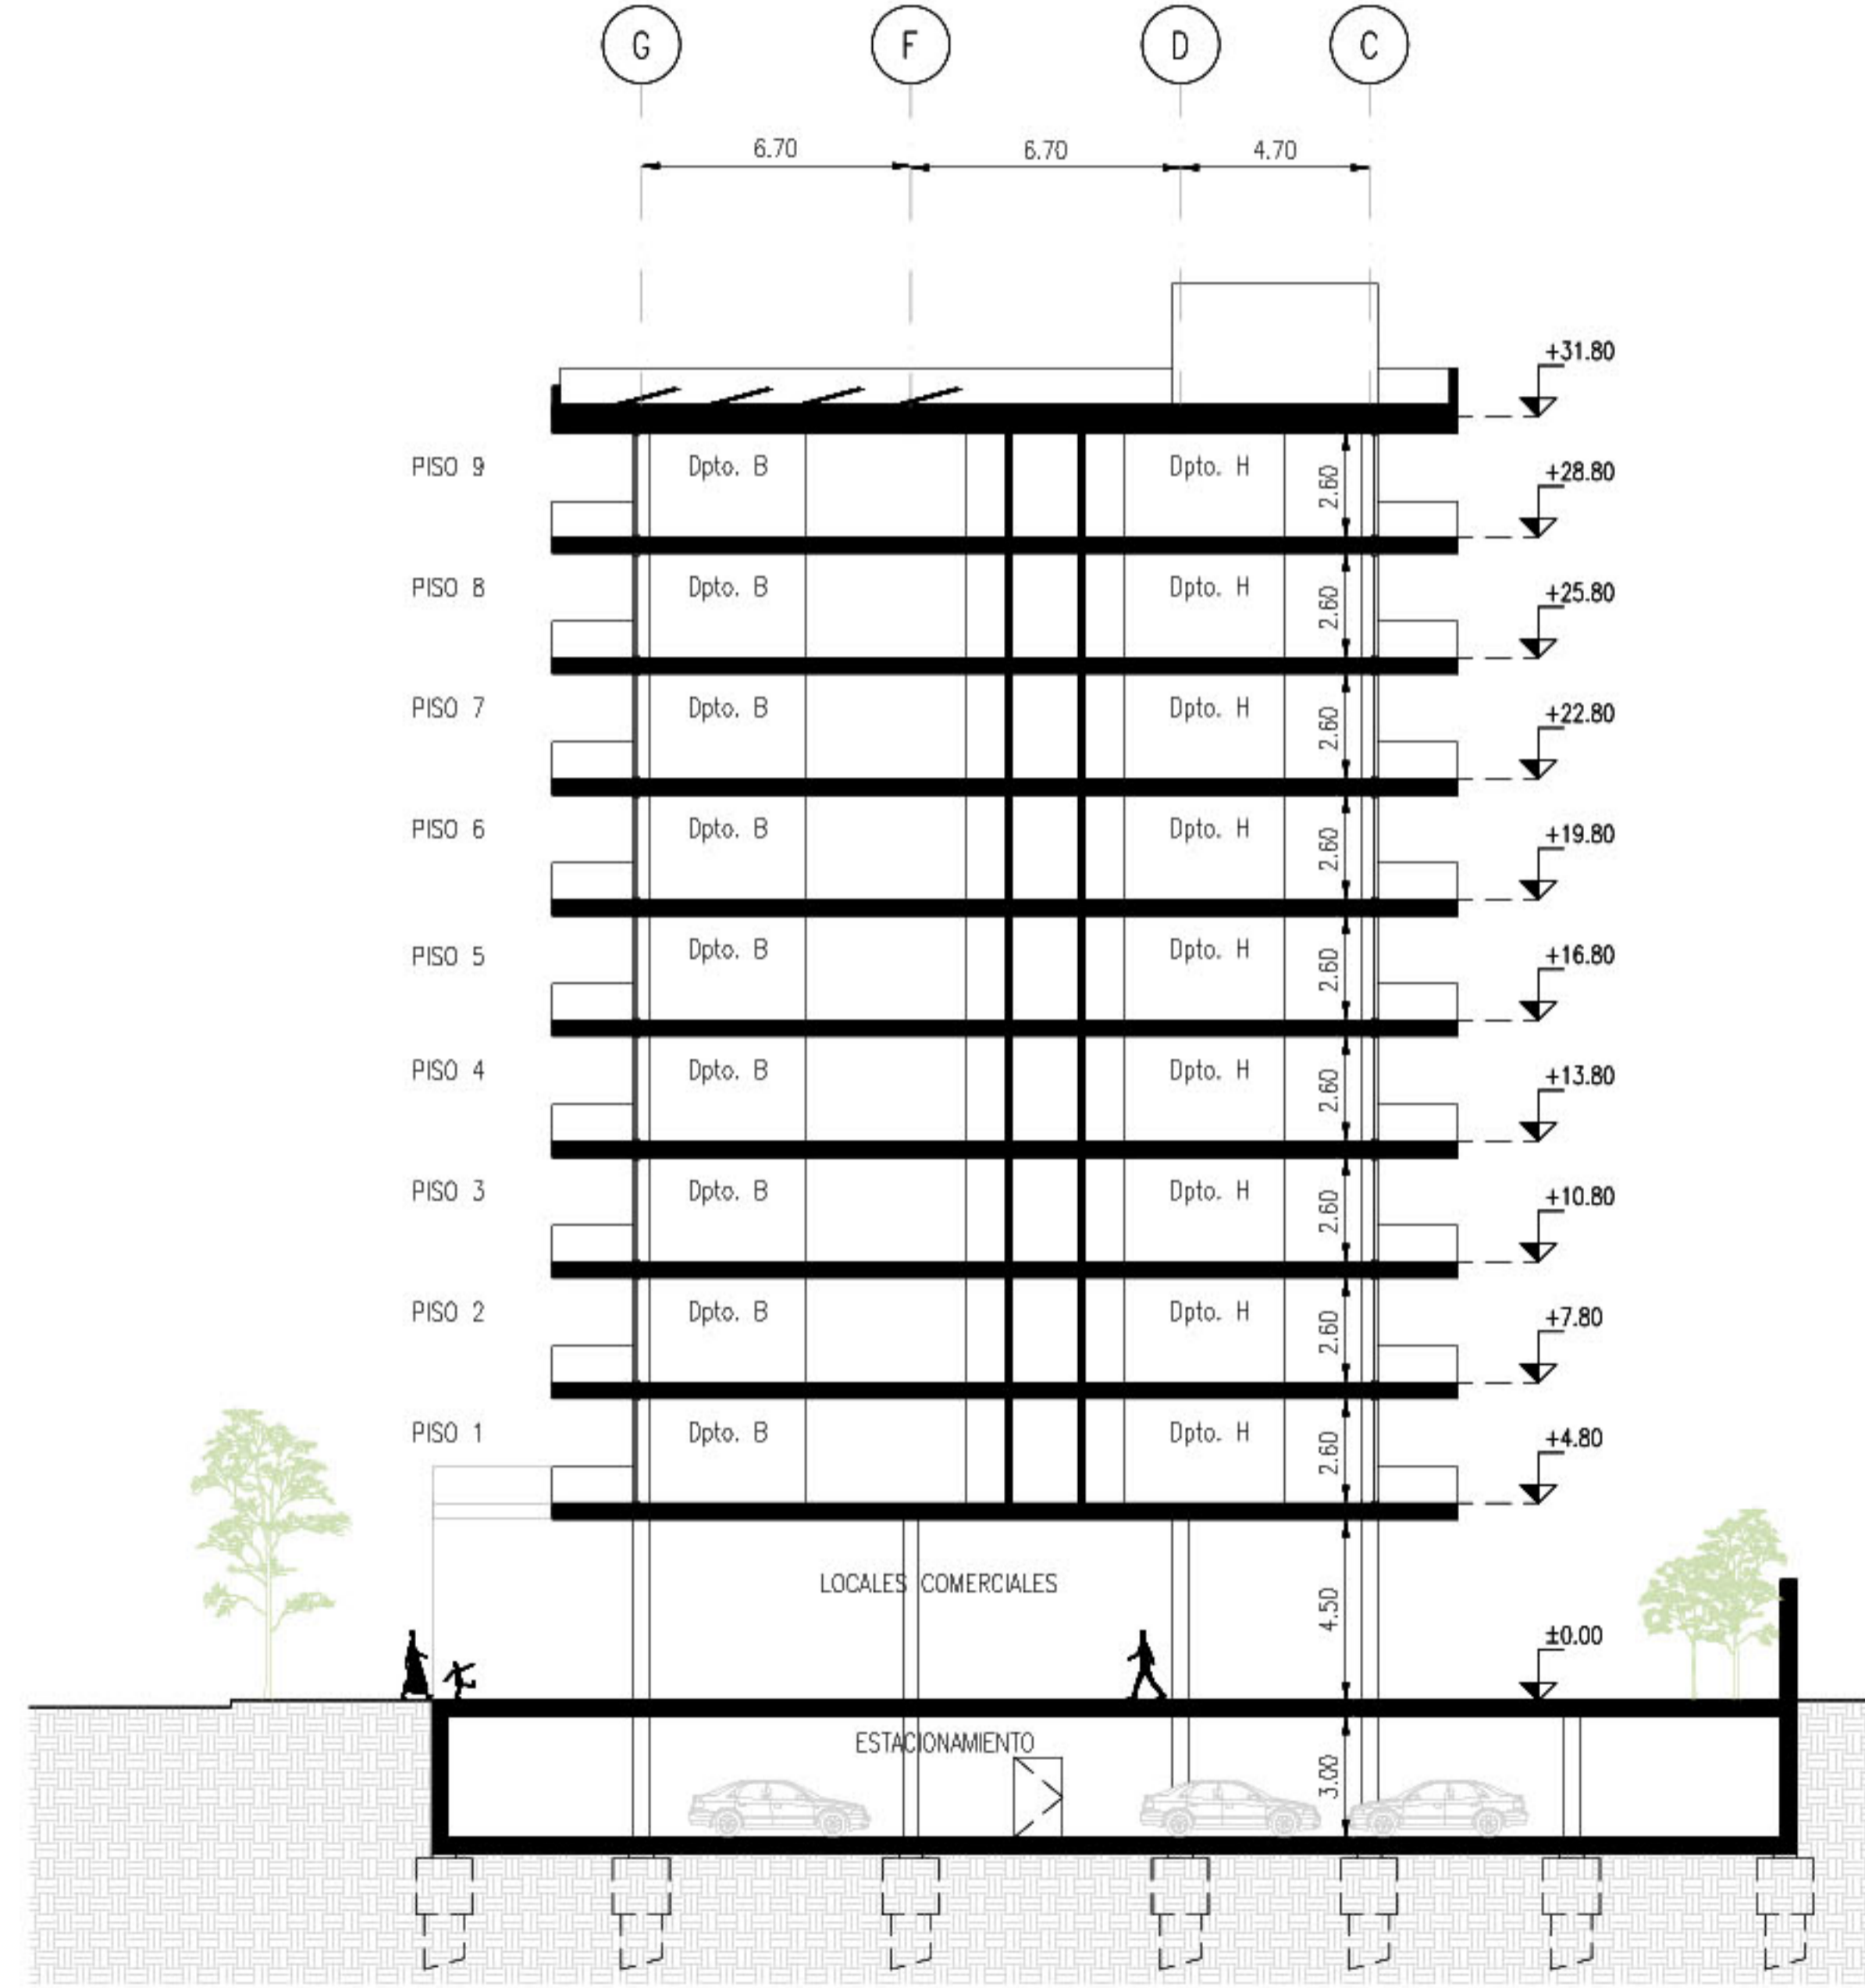 G F D C
6.70 6.70 4.70
+31.80
PISO 9 Dpto. B Dpto. H 2.60 +28.80
PISO 8 Dpto. B Dpto. H 2.60 +25.80
PISO 7 Dpto. B Dpto. H 2.60 +22.80
PISO 6 Dpto. B Dpto. H 2.60 +19.80
PISO 5 Dpto. B Dpto. H 2.60 +16.80
PISO 4 Dpto. B Dpto. H 2.60 +13.80
PISO 3 Dpto. B Dpto. H 2.60 +10.80
PISO 2 Dpto. B Dpto. H 2.60 +7.80
PISO 1 Dpto. B Dpto. H 2.60 +4.80
LOCALES COMERCIALES 4.50
±0.00
ESTACIONAMIENTO 3.00